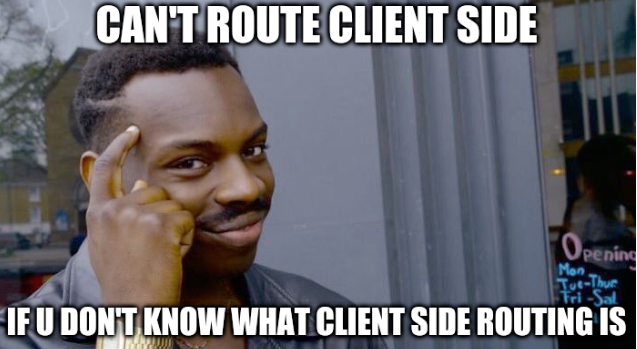 CAN'T ROUTE CLIENT SIDE
Opening
Mon
Tue-Thur
Fri-Sat
IF U DON'T KNOW WHAT CLIENT SIDE ROUTING IS